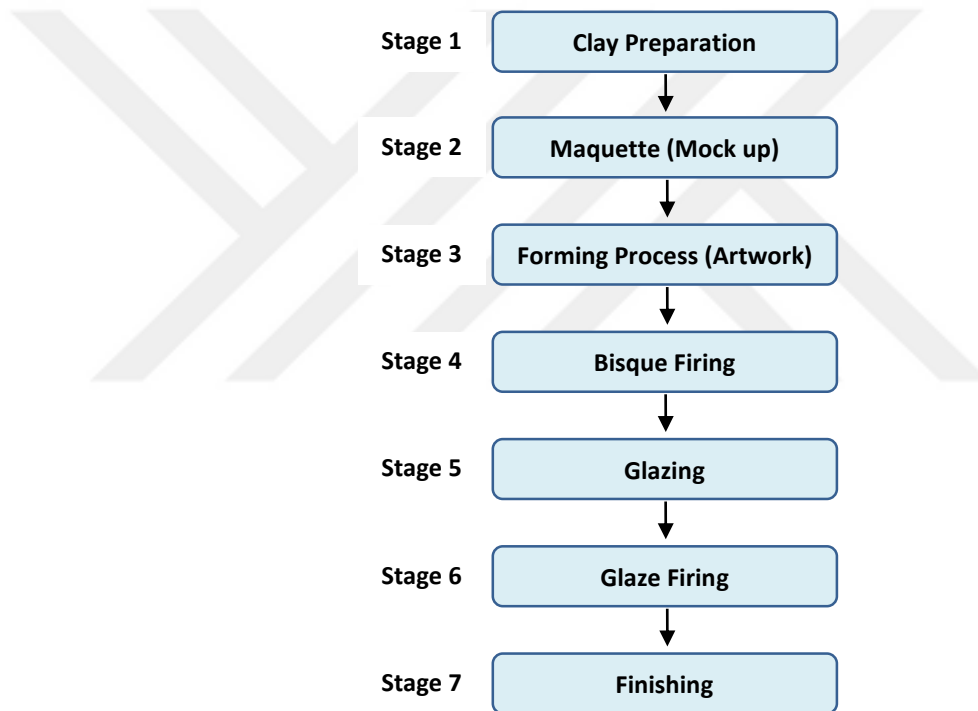 Stage 1 Clay Preparation
Stage 2 Maquette (Mock up)
Stage 3 Forming Process (Artwork)
Stage 4 Bisque Firing
Stage 5 Glazing
Stage 6 Glaze Firing
Stage 7 Finishing